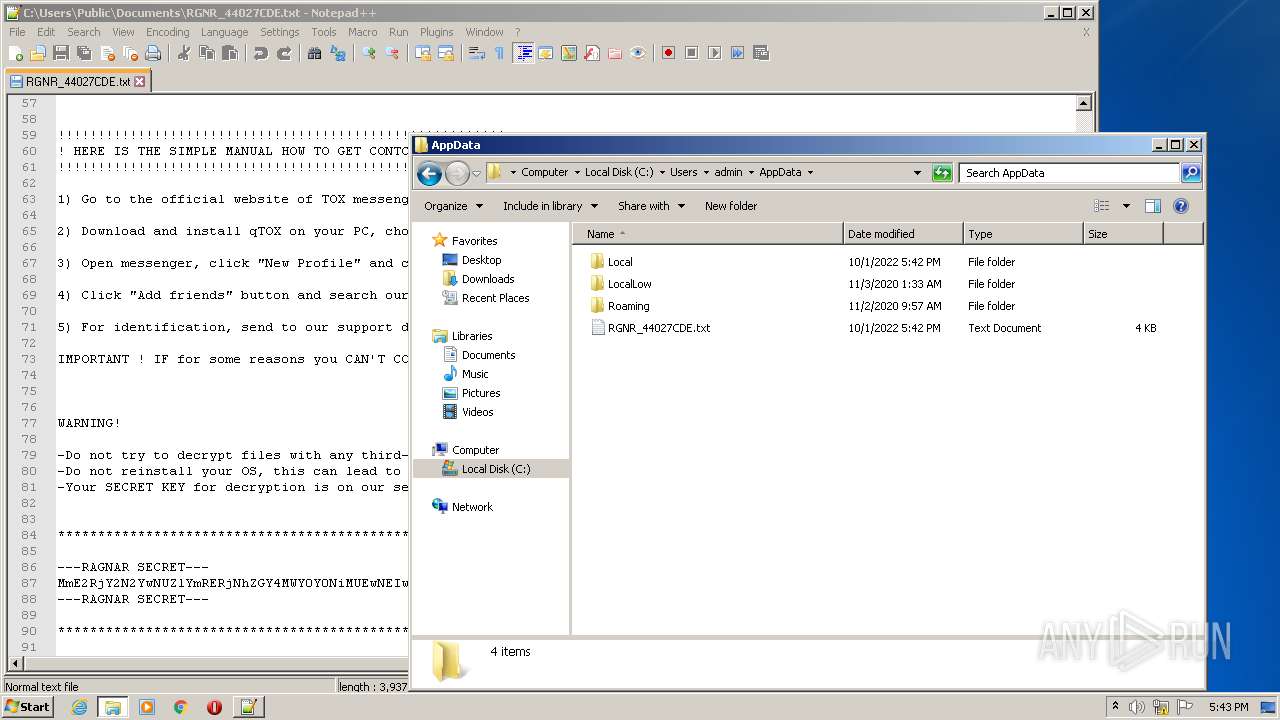 C:\Users\Public\Documents\RGNR_44027CDE.txt - Notepad++
File Edit Search View Encoding Language Settings Tools Macro Run Plugins Window ? X
RGNR_44027CDE.txt
57
58
59 !!!!!!!!!!!!!!!!!!!!!!!!!!!!!!!!!!!!!!!!!!!!!!!!!!!!!!!!
60 ! HERE IS THE SIMPLE MANUAL HOW TO GET CONTC
61 !!!!!!!!!!!!!!!!!!!!!!!!!!!!!!!!!!!!!!!!!!!!
62
63 1) Go to the official website of TOX messeng
64
65 2) Download and install qTOX on your PC, cho
66
67 3) Open messenger, click "New Profile" and c
68
69 4) Click "Add friends" button and search our
70
71 5) For identification, send to our support d
72
73 IMPORTANT ! IF for some reasons you CAN'T CO
74
75
76
77 WARNING!
78
79 -Do not try to decrypt files with any third-
80 -Do not reinstall your OS, this can lead to
81 -Your SECRET KEY for decryption is on our se
82
83
84 ********************************************
85
86 ---RAGNAR SECRET---
87 MmE2RjY2N2YwNUZlYmRERjNhZGY4MWY0YONiMUEwNEIw
88 ---RAGNAR SECRET---
89
90 ********************************************
91
Normal text file length : 3,937
AppData
Computer Local Disk (C:) Users admin AppData Search AppData
Organize Include in library Share with New folder
Favorites
Desktop
Downloads
Recent Places
Libraries
Documents
Music
Pictures
Videos
Computer
Local Disk (C:)
Network
Name Date modified Type Size
Local 10/1/2022 5:42 PM File folder
LocalLow 11/3/2020 1:33 AM File folder
Roaming 11/2/2020 9:57 AM File folder
RGNR_44027CDE.txt 10/1/2022 5:42 PM Text Document 4 KB
4 items
ANY RUN
Start 5:43 PM